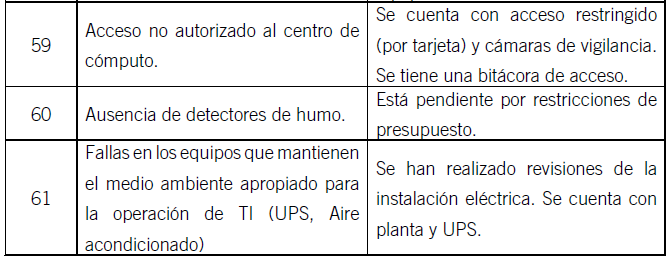 59
Acceso no autorizado al centro de
cómputo.
Se cuenta con acceso restringido
(por tarjeta) y cámaras de vigilancia.
Se tiene una bitácora de acceso.
60
Ausencia de detectores de humo.
Está pendiente por restricciones de
presupuesto.
61
Fallas en los equipos que mantienen
el medio ambiente apropiado para
la operación de TI (UPS, Aire
acondicionado)
Se han realizado revisiones de la
instalación eléctrica. Se cuenta con
planta y UPS.